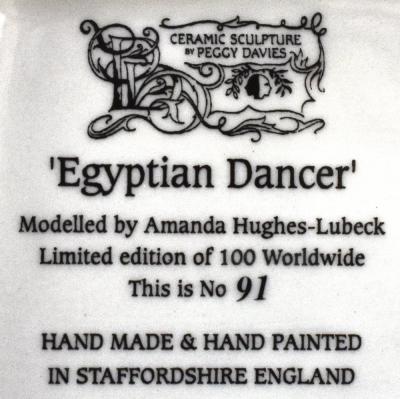 CERAMIC SCULPTURE
BY PEGGY DAVIES
'Egyptian Dancer'
Modelled by Amanda Hughes-Lubeck
Limited edition of 100 Worldwide
This is No 91
HAND MADE & HAND PAINTED
IN STAFFORDSHIRE ENGLAND